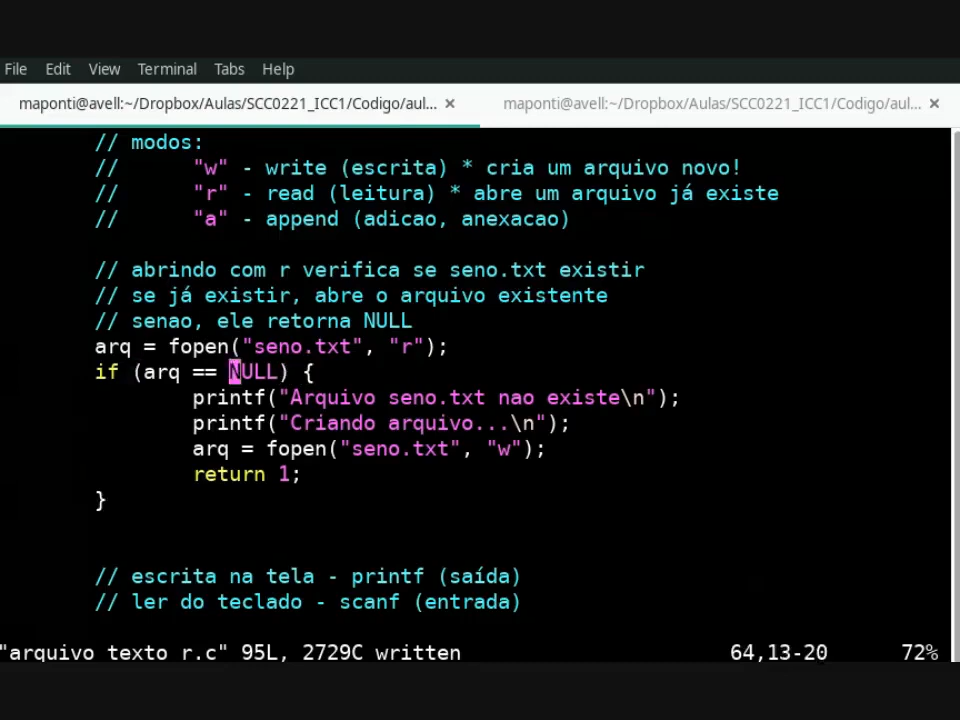 File Edit View Terminal Tabs Help
maponti@avell:~/Dropbox/Aulas/SCC0221_ICC1/Codigo/aul... × maponti@avell:~/Dropbox/Aulas/SCC0221_ICC1/Codigo/aul... ×
// modos:
// "w" - write (escrita) * cria um arquivo novo!
// "r" - read (leitura) * abre um arquivo já existe
// "a" - append (adicao, anexacao)
// abrindo com r verifica se seno.txt existir
// se já existir, abre o arquivo existente
// senao, ele retorna NULL
arq = fopen("seno.txt", "r");
if (arq == NULL) {
printf("Arquivo seno.txt nao existe\n");
printf("Criando arquivo...\n");
arq = fopen("seno.txt", "w");
return 1;
}
// escrita na tela - printf (saída)
// ler do teclado - scanf (entrada)
"arquivo_texto_r.c" 95L, 2729C written 64,13-20 72%